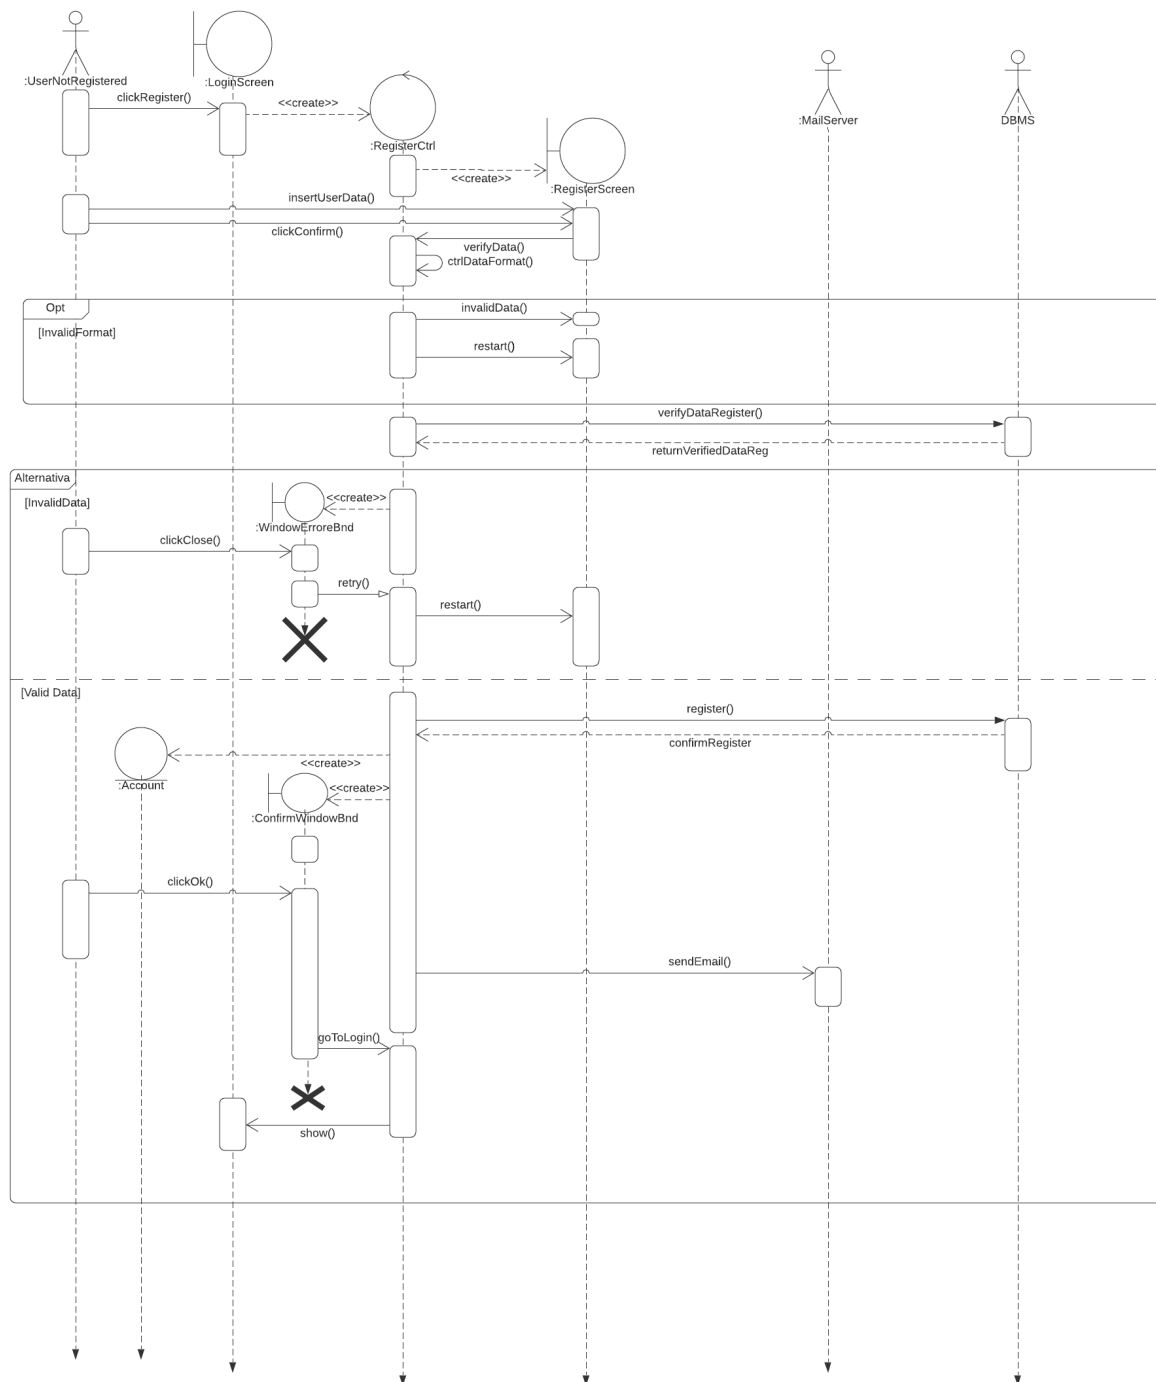 :UserNotRegistered
:LoginScreen
clickRegister()
<<create>>
:RegisterCtrl
:MailServer
DBMS
<<create>>
:RegisterScreen
insertUserData()
clickConfirm()
verifyData()
ctrlDataFormat()
Opt
[InvalidFormat]
invalidData()
restart()
verifyDataRegister()
returnVerifiedDataReg
Alternativa
[InvalidData]
<<create>>
:WindowErroreBnd
clickClose()
retry()
restart()
[Valid Data]
register()
confirmRegister
<<create>>
:Account
<<create>>
:ConfirmWindowBnd
clickOk()
sendEmail()
goToLogin()
show()